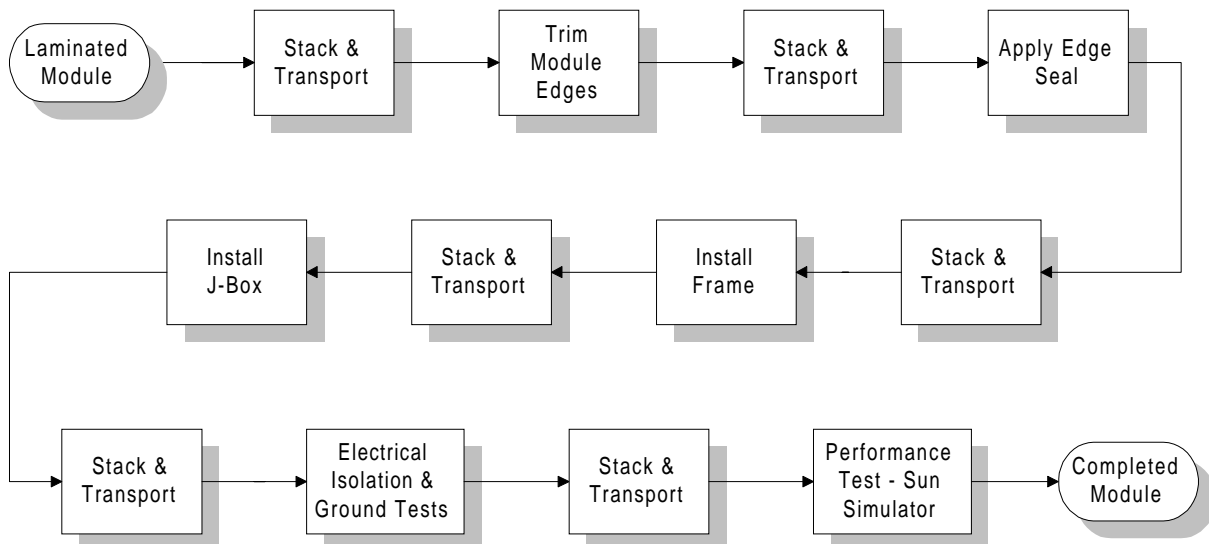 Laminated
Module
Stack &
Transport
Trim
Module
Edges
Stack &
Transport
Apply Edge
Seal
Stack &
Transport
Install
Frame
Stack &
Transport
Install
J-Box
Stack &
Transport
Electrical
Isolation &
Ground Tests
Stack &
Transport
Performance
Test - Sun
Simulator
Completed
Module